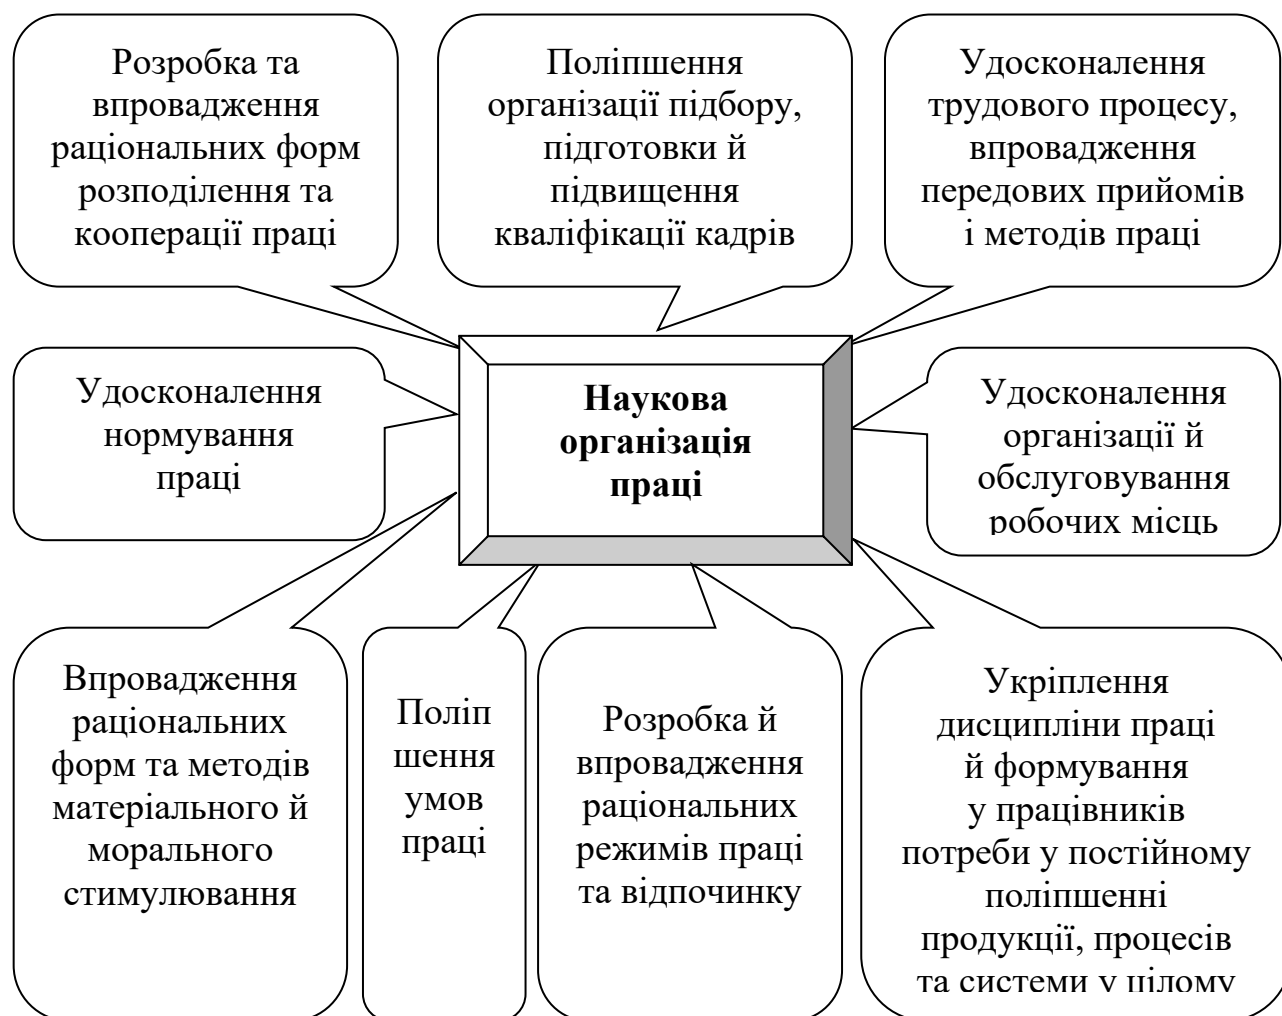 Розробка та
впровадження
раціональних форм
розподілення та
кооперації праці
Поліпшення
організації підбору,
підготовки й
підвищення
кваліфікації кадрів
Удосконалення
трудового процесу,
впровадження
передових прийомів
і методів праці
Удосконалення
нормування
праці
Наукова
організація
праці
Удосконалення
організації й
обслуговування
робочих місць
Впровадження
раціональних
форм та методів
матеріального й
морального
стимулювання
Поліп
шення
умов
праці
Розробка й
впровадження
раціональних
режимів праці
та відпочинку
Укріплення
дисципліни праці
й формування
у працівників
потреби у постійному
поліпшенні
продукції, процесів
та системи у цілому